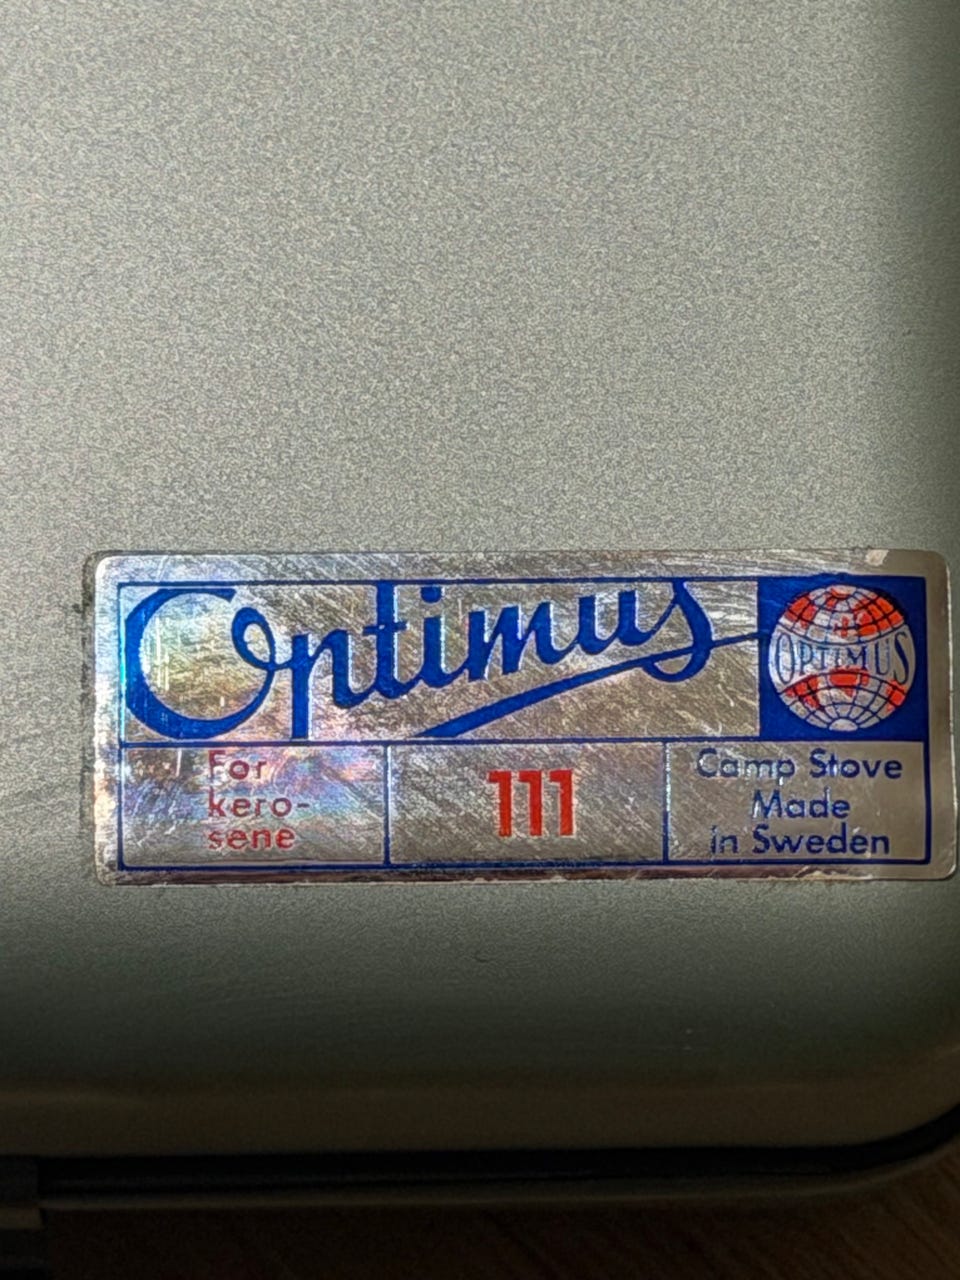 Optimus
OPTIMUS
For
kero-
sene
111
Camp Stove
Made
in Sweden